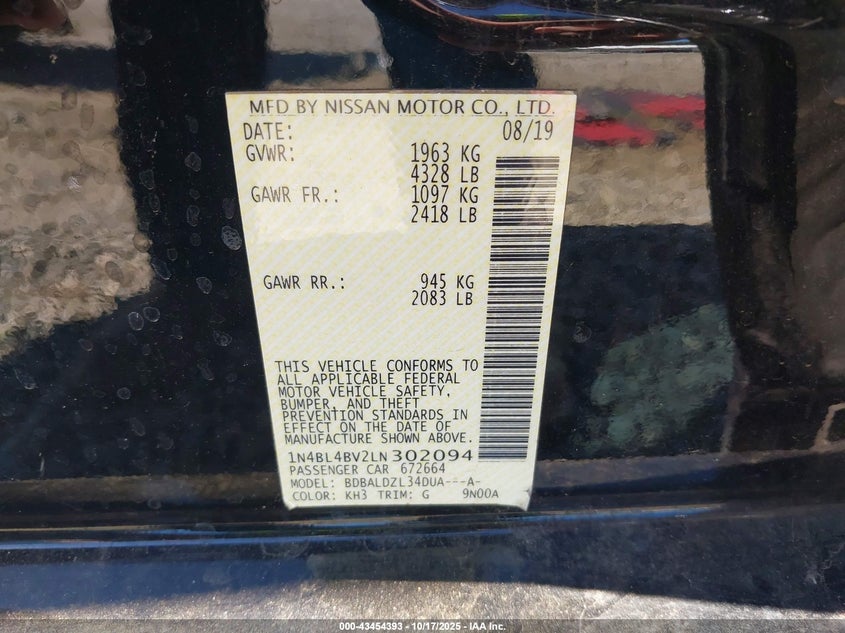 MFD BY NISSAN MOTOR CO., LTD.
DATE: 08/19
GVWR: 1963 KG
4328 LB
GAWR FR.: 1097 KG
2418 LB
GAWR RR.: 945 KG
2083 LB
THIS VEHICLE CONFORMS TO
ALL APPLICABLE FEDERAL
MOTOR VEHICLE SAFETY,
BUMPER, AND THEFT
PREVENTION STANDARDS IN
EFFECT ON THE DATE OF
MANUFACTURE SHOWN ABOVE.
1N4BL4BV2LN302094
PASSENGER CAR 672664
MODEL: BDBALDZL34DUA---A-
COLOR: KH3 TRIM: G 9N00A
000-43454393 - 10/17/2025 - IAA Inc.